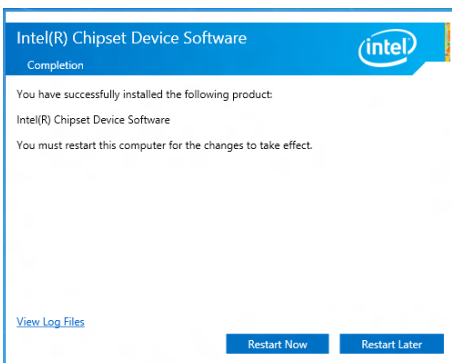 Intel(R) Chipset Device Software
intel
Completion
You have successfully installed the following product:
Intel(R) Chipset Device Software
You must restart this computer for the changes to take effect.
View Log Files
Restart Now
Restart Later